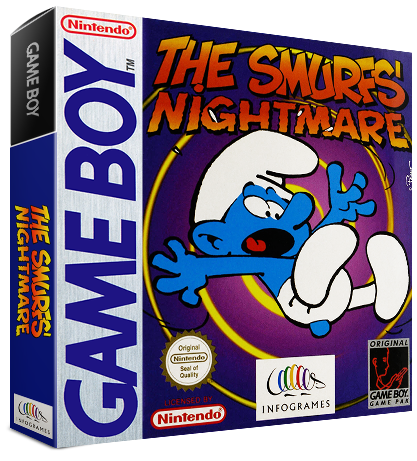 GAME BOY
THE SMURFS'
NIGHTMARE
INFOGRAMES
Nintendo
GAME BOY™
THE SMURFS'
NIGHTMARE
Original
Nintendo
Seal of
Quality
LICENSED BY
Nintendo
INFOGRAMES
ORIGINAL
GAME BOY
GAME PAK